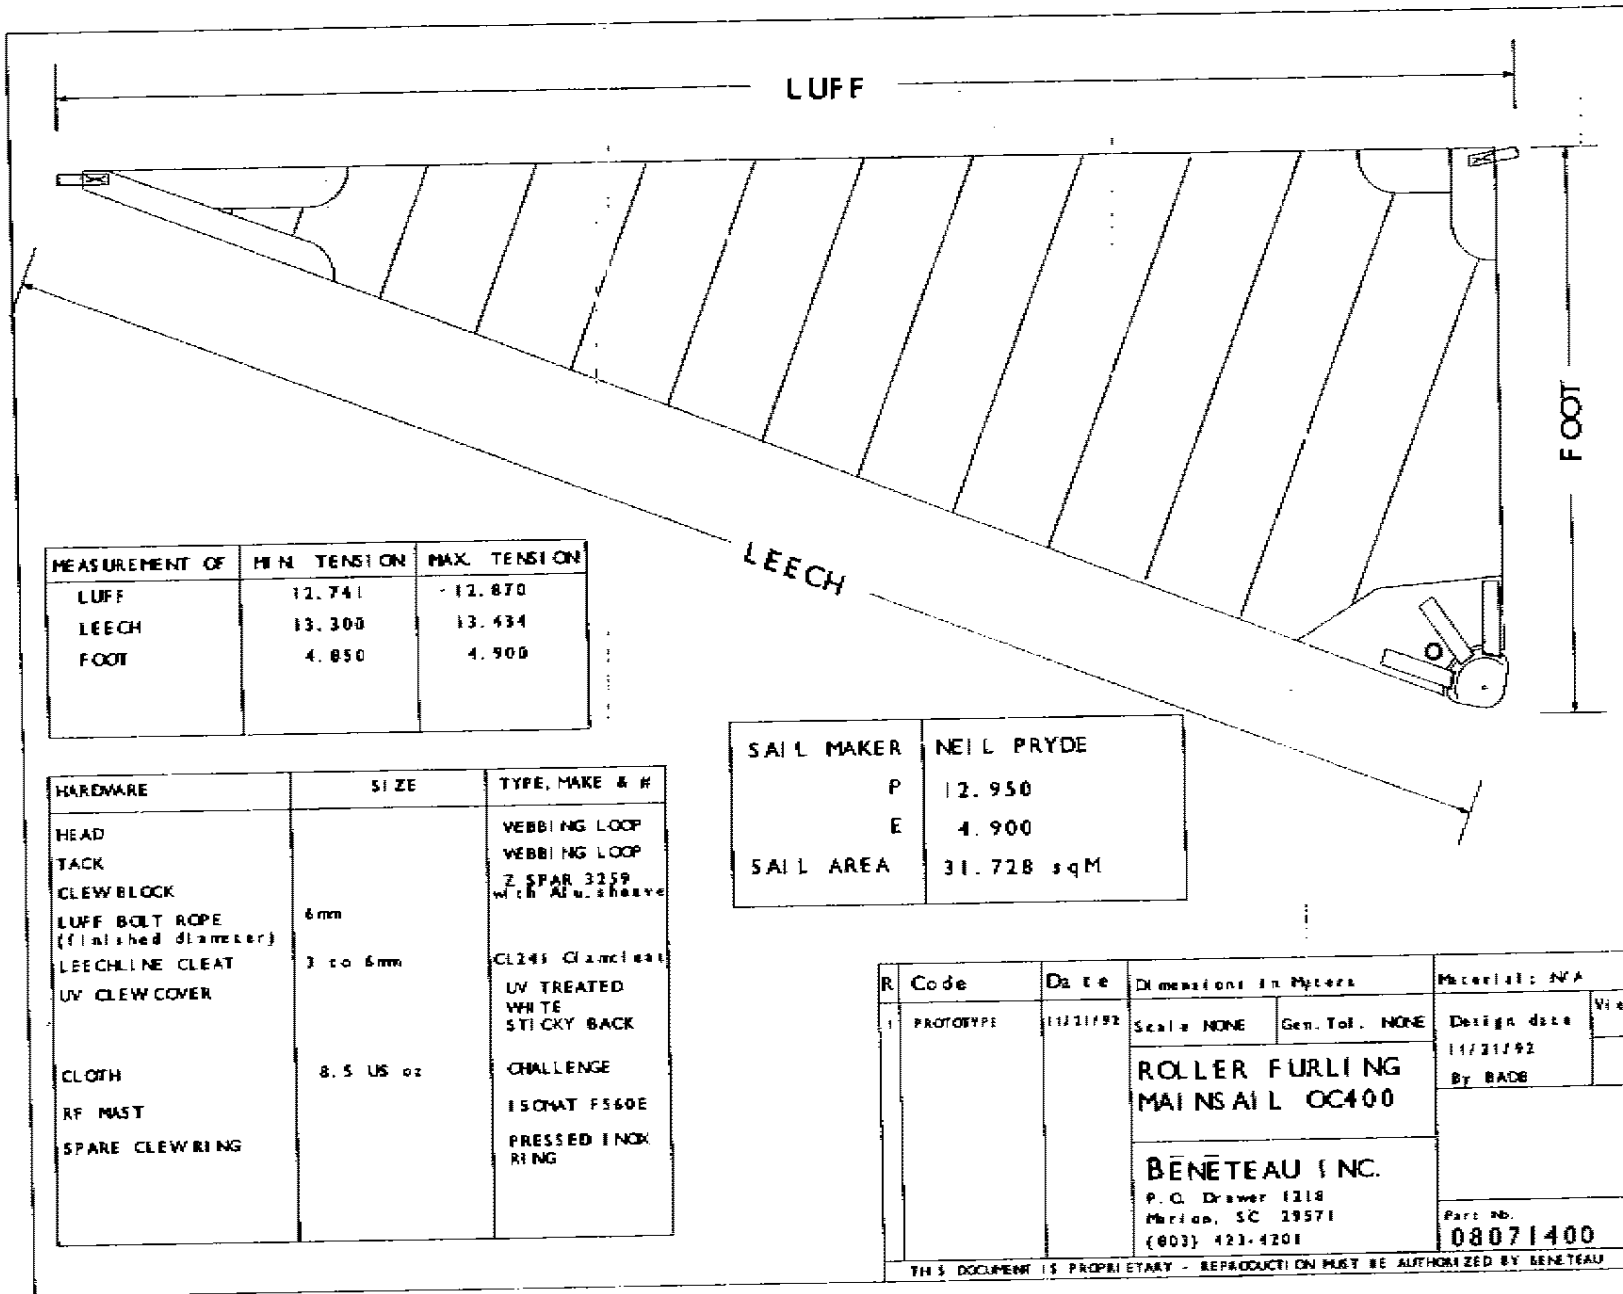 LUFF
FOOT
LEECH
MEASUREMENT OF MIN. TENSION MAX. TENSION
LUFF 12.741 12.870
LEECH 13.300 13.434
FOOT 4.850 4.900
SAIL MAKER NEIL PRYDE
P 12.950
E 4.900
SAIL AREA 31.728 sqM
HARDWARE SIZE TYPE, MAKE & #
HEAD WEBBING LOOP
TACK WEBBING LOOP
CLEW BLOCK Z SPAR 3259
with Alu. sheave
LUFF BOLT ROPE 6mm
(finished diameter)
LEECHLINE CLEAT 3 to 6mm CL245 Clamcleat
UV CLEW COVER UV TREATED
WHITE
STICKY BACK
CLOTH 8.5 US oz CHALLENGE
RF MAST ISOMAT F560E
SPARE CLEW RING PRESSED INOX
RING
R Code Date Dimensions in Meters Material: N/A
1 PROTOTYPE 11/21/92 Scale NONE Gen. Tol. NONE Design date
11/21/92
By BADB
ROLLER FURLING
MAINSAIL OC400
BĒNĒTEAU INC.
P.O. Drawer 1218
Marion, SC 29571
(803) 423-4201
Part No.
08071400
THIS DOCUMENT IS PROPRIETARY - REPRODUCTION MUST BE AUTHORIZED BY BENETEAU